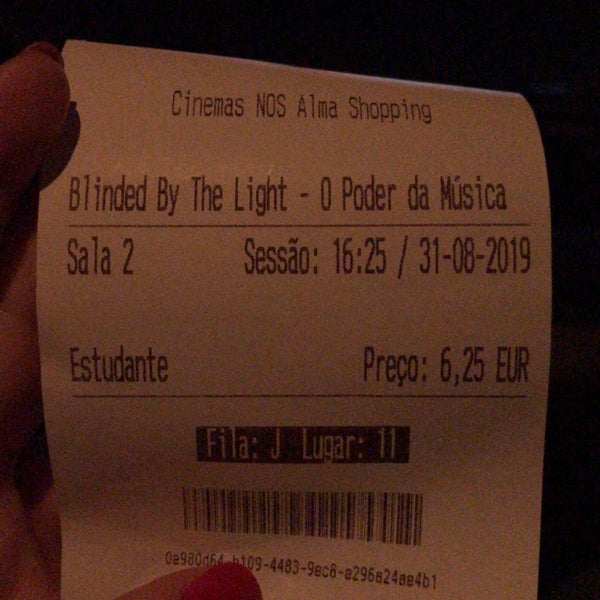 Cinemas NOS Alma Shopping
Blinded By The Light - O Poder da Música
Sala 2 Sessão: 16:25 / 31-08-2019
Estudante Preço: 6,25 EUR
Fila: J Lugar: 11